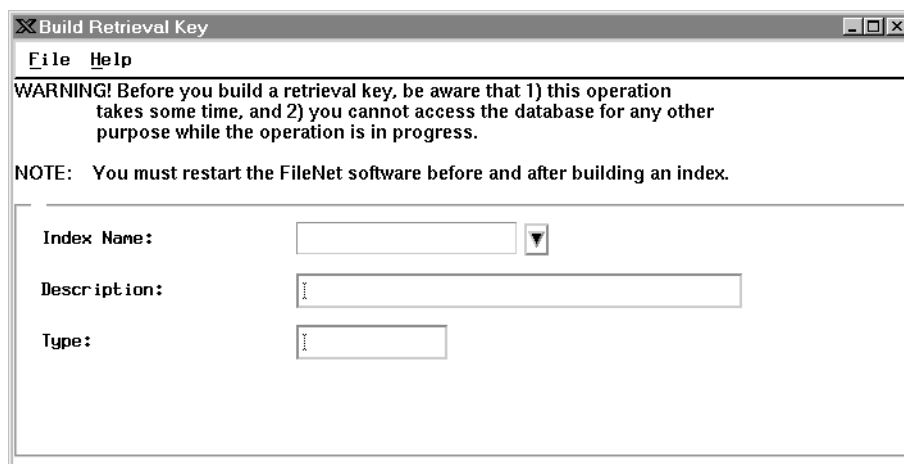 Build Retrieval Key
File Help
WARNING! Before you build a retrieval key, be aware that 1) this operation
takes some time, and 2) you cannot access the database for any other
purpose while the operation is in progress.
NOTE: You must restart the FileNet software before and after building an index.
Index Name:
Description:
Type: